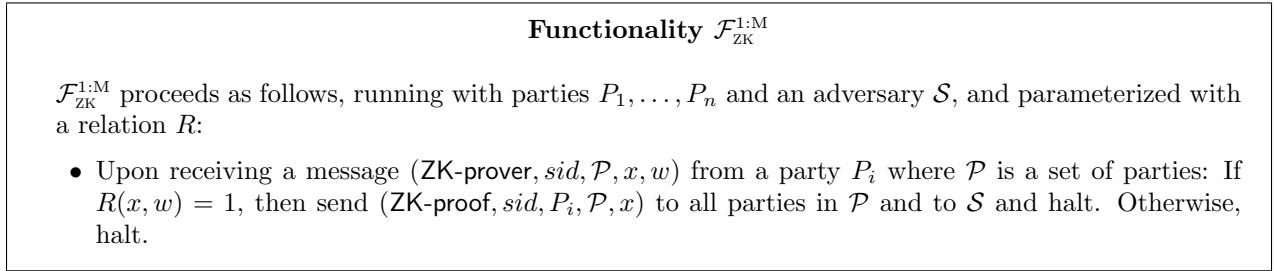 Functionality $\mathcal{F}_{\text{ZK}}^{1:\text{M}}$
$\mathcal{F}_{\text{ZK}}^{1:\text{M}}$ proceeds as follows, running with parties $P_1, \ldots, P_n$ and an adversary $\mathcal{S}$, and parameterized with
a relation $R$:
• Upon receiving a message (ZK-prover, $sid, \mathcal{P}, x, w$) from a party $P_i$ where $\mathcal{P}$ is a set of parties: If
$R(x, w) = 1$, then send (ZK-proof, $sid, P_i, \mathcal{P}, x$) to all parties in $\mathcal{P}$ and to $\mathcal{S}$ and halt. Otherwise,
halt.